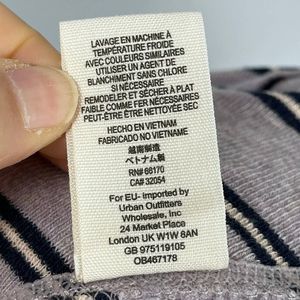 LAVAGE EN MACHINE À
TEMPÉRATURE FROIDE
AVEC COULEURS SIMILAIRES
UTILISER UN AGENT DE
BLANCHIMENT SANS CHLORE
SI NÉCESSAIRE
REMODELER ET SÉCHER À PLAT
FAIBLE COMME FER NÉCESSAIRES
PEUT-ÊTRE ÊTRE NETTOYÉE SEC
HECHO EN VIETNAM
FABRICADO NO VIETNAME
越南製造
ベトナム製
RN# 66170
CA# 32054
For EU- imported by
Urban Outfitters
Wholesale, Inc
24 Market Place
London UK W1W 8AN
GB 975119105
OB467178